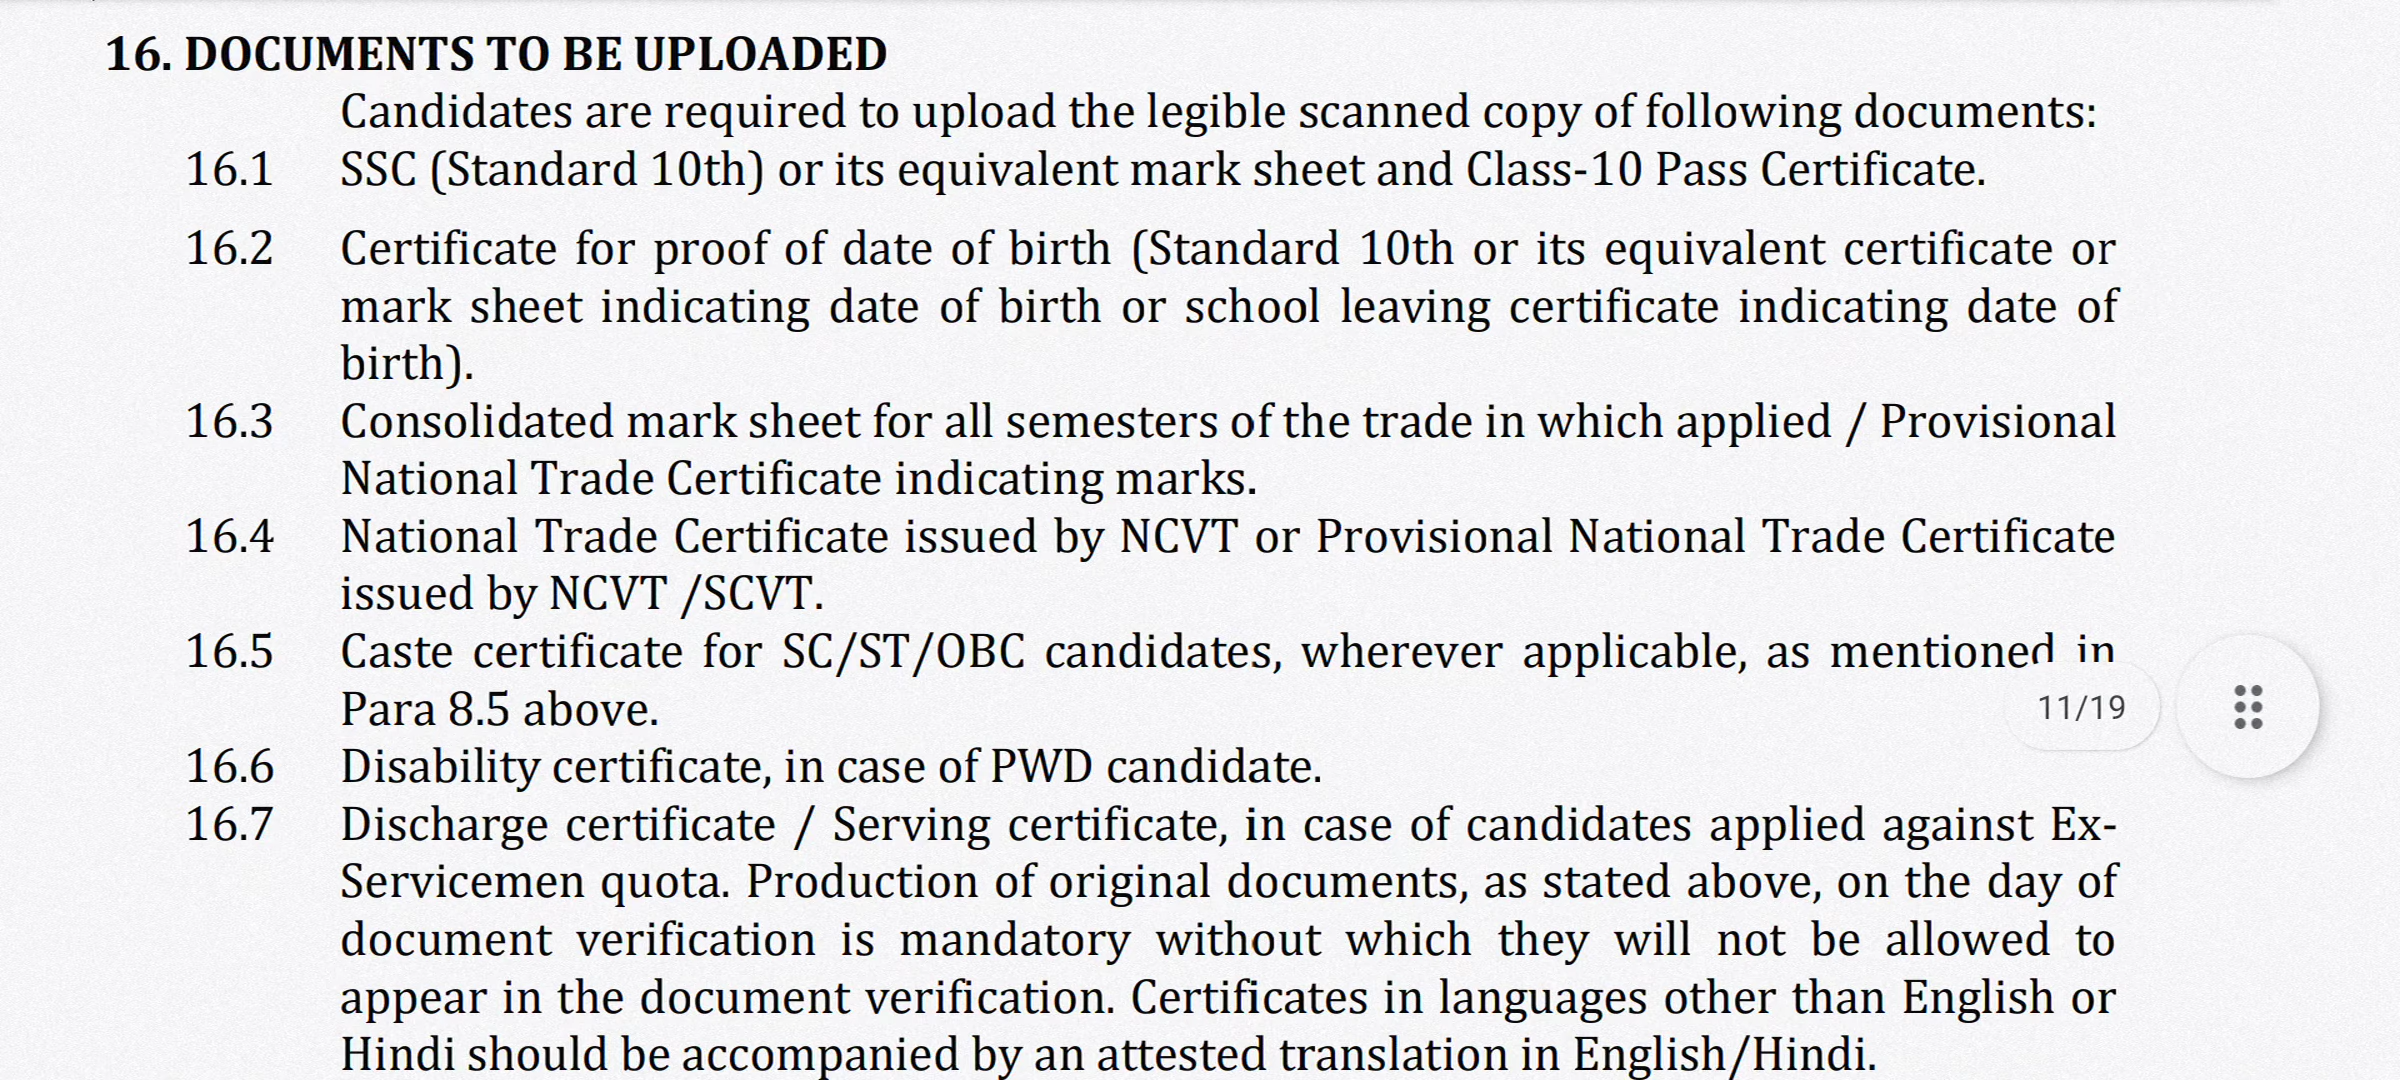 16. DOCUMENTS TO BE UPLOADED
Candidates are required to upload the legible scanned copy of following documents:
16.1 SSC (Standard 10th) or its equivalent mark sheet and Class-10 Pass Certificate.
16.2 Certificate for proof of date of birth (Standard 10th or its equivalent certificate or
mark sheet indicating date of birth or school leaving certificate indicating date of
birth).
16.3 Consolidated mark sheet for all semesters of the trade in which applied / Provisional
National Trade Certificate indicating marks.
16.4 National Trade Certificate issued by NCVT or Provisional National Trade Certificate
issued by NCVT /SCVT.
16.5 Caste certificate for SC/ST/OBC candidates, wherever applicable, as mentioned in
Para 8.5 above.
11/19
16.6 Disability certificate, in case of PWD candidate.
16.7 Discharge certificate / Serving certificate, in case of candidates applied against Ex-
Servicemen quota. Production of original documents, as stated above, on the day of
document verification is mandatory without which they will not be allowed to
appear in the document verification. Certificates in languages other than English or
Hindi should be accompanied by an attested translation in English/Hindi.